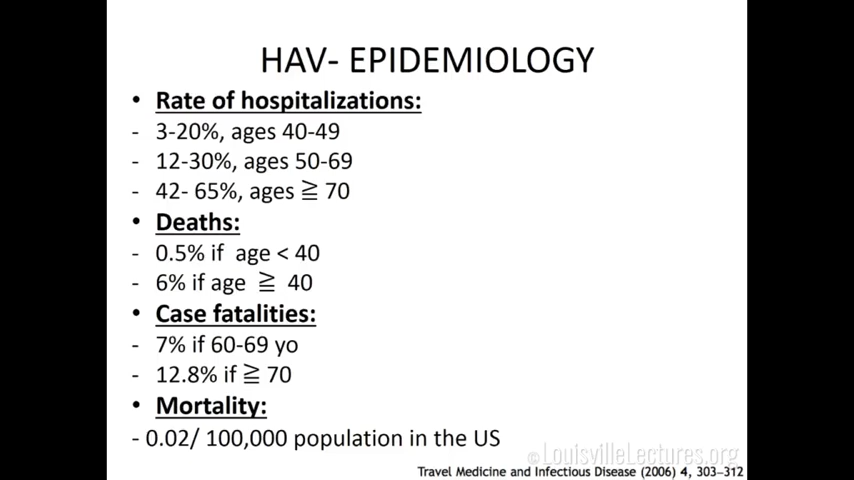 HAV- EPIDEMIOLOGY
• Rate of hospitalizations:
- 3-20%, ages 40-49
- 12-30%, ages 50-69
- 42- 65%, ages ≧ 70
• Deaths:
- 0.5% if age < 40
- 6% if age ≧ 40
• Case fatalities:
- 7% if 60-69 yo
- 12.8% if ≧ 70
• Mortality:
- 0.02/ 100,000 population in the US
©LouisvilleLectures.org
Travel Medicine and Infectious Disease (2006) 4, 303–312